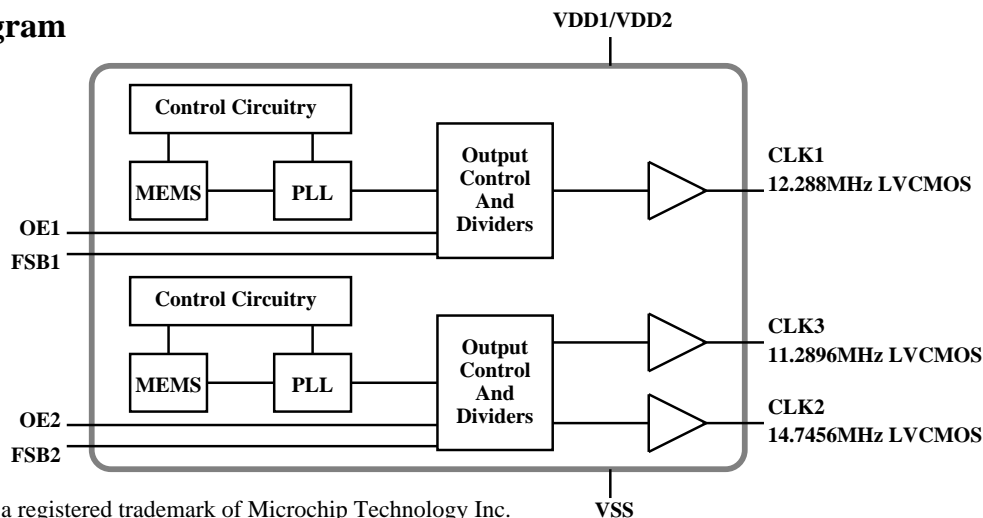 VDD1/VDD2
Control Circuitry
MEMS
PLL
Output
Control
And
Dividers
CLK1
12.288MHz LVCMOS
OE1
FSB1
Control Circuitry
MEMS
PLL
Output
Control
And
Dividers
CLK3
11.2896MHz LVCMOS
CLK2
14.7456MHz LVCMOS
OE2
FSB2
VSS
a registered trademark of Microchip Technology Inc.